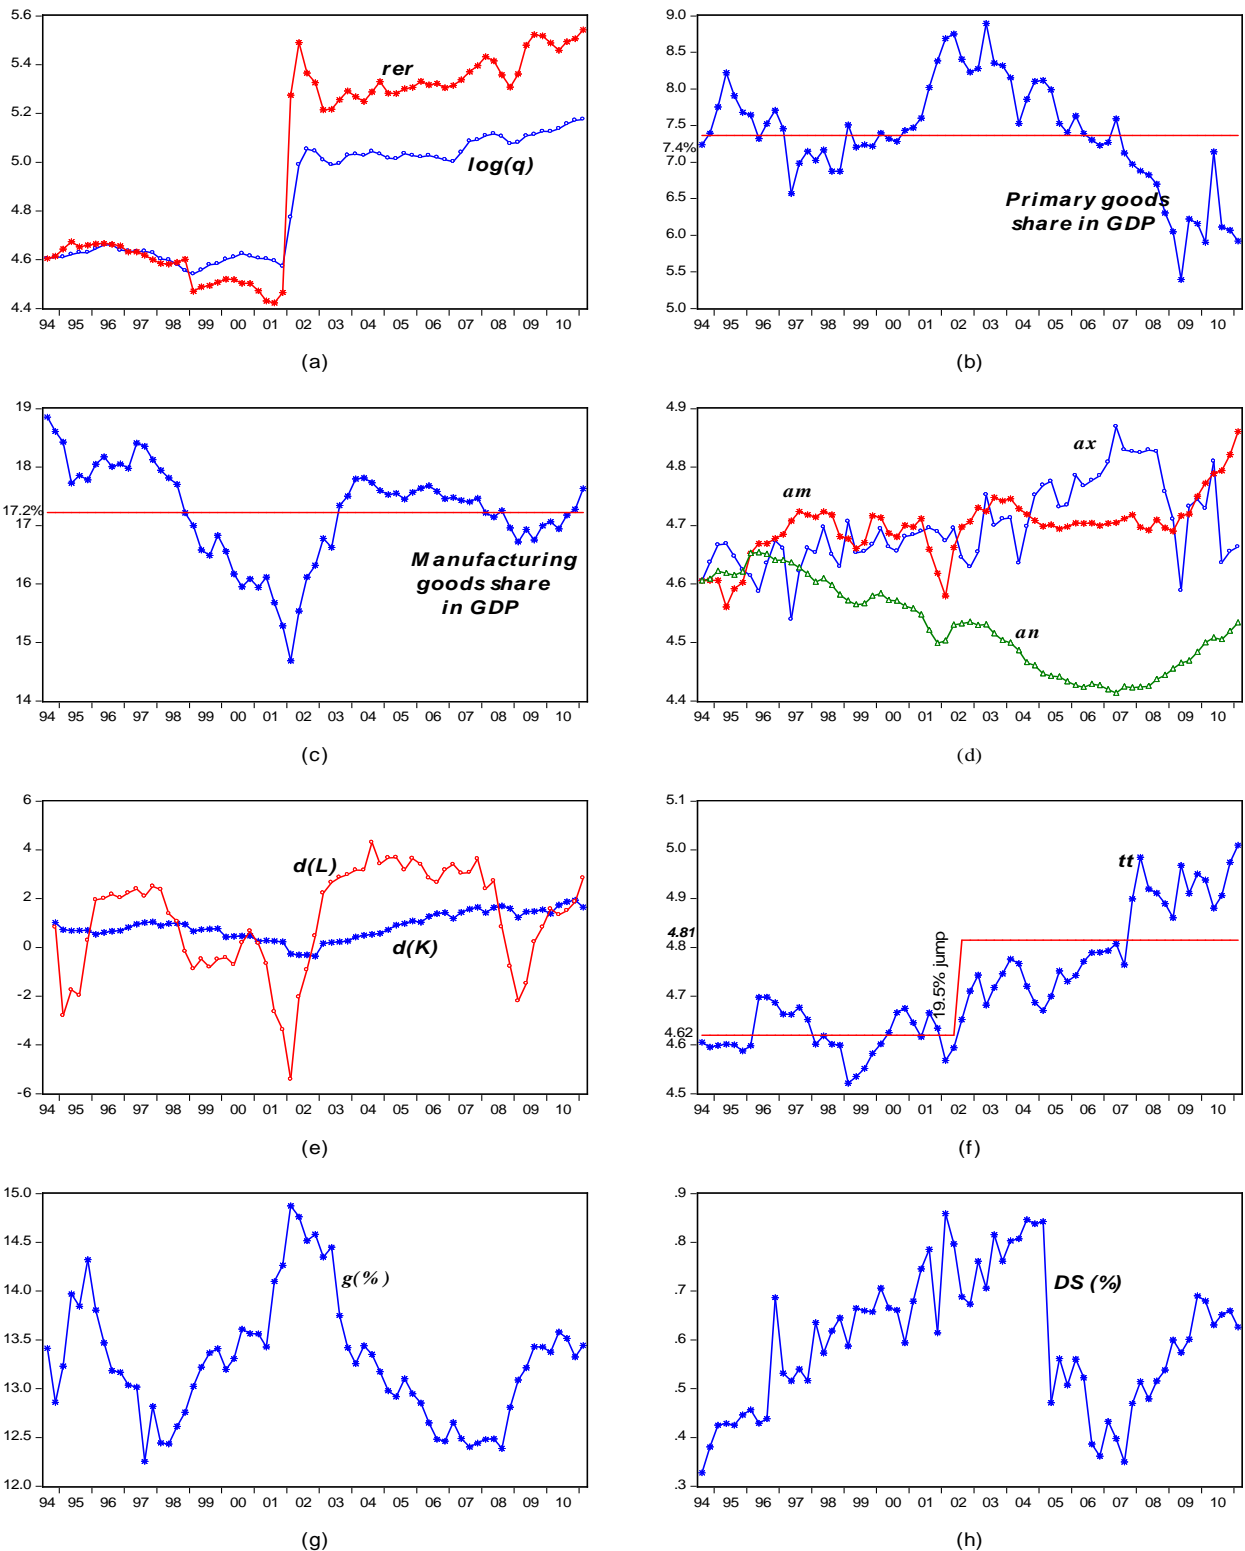 5.6
5.4
5.2
5.0
4.8
4.6
4.4
rer
log(q)
94 95 96 97 98 99 00 01 02 03 04 05 06 07 08 09 10
(a)
9.0
8.5
8.0
7.5
7.4%
7.0
6.5
6.0
5.5
5.0
Primary goods
share in GDP
94 95 96 97 98 99 00 01 02 03 04 05 06 07 08 09 10
(b)
19
18
17.2%
17
16
15
14
Manufacturing
goods share
in GDP
94 95 96 97 98 99 00 01 02 03 04 05 06 07 08 09 10
(c)
4.9
4.8
4.7
4.6
4.5
4.4
ax
am
an
94 95 96 97 98 99 00 01 02 03 04 05 06 07 08 09 10
(d)
6
4
2
0
-2
-4
-6
d(L)
d(K)
94 95 96 97 98 99 00 01 02 03 04 05 06 07 08 09 10
(e)
5.1
5.0
4.9
4.81
4.8
4.7
4.62
4.6
4.5
tt
19.5% jump
94 95 96 97 98 99 00 01 02 03 04 05 06 07 08 09 10
(f)
15.0
14.5
14.0
13.5
13.0
12.5
12.0
g(%)
94 95 96 97 98 99 00 01 02 03 04 05 06 07 08 09 10
(g)
.9
.8
.7
.6
.5
.4
.3
DS (%)
94 95 96 97 98 99 00 01 02 03 04 05 06 07 08 09 10
(h)